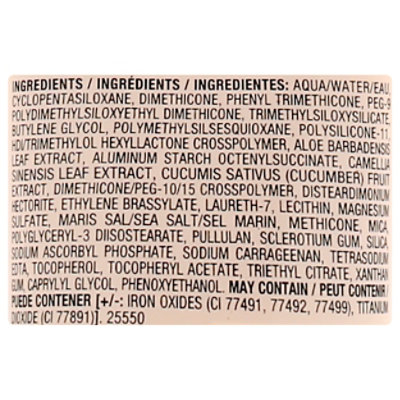 INGREDIENTS / INGRÉDIENTS / INGREDIENTES: AQUA/WATER/EAU,
CYCLOPENTASILOXANE, DIMETHICONE, PHENYL TRIMETHICONE, PEG-9
POLYDIMETHYLSILOXYETHYL DIMETHICONE, TRIMETHYLSILOXYSILICATE,
BUTYLENE GLYCOL, POLYMETHYLSILSESQUIOXANE, POLYSILICONE-11,
HDI/TRIMETHYLOL HEXYLLACTONE CROSSPOLYMER, ALOE BARBADENSIS
LEAF EXTRACT, ALUMINUM STARCH OCTENYLSUCCINATE, CAMELLIA
SINENSIS LEAF EXTRACT, CUCUMIS SATIVUS (CUCUMBER) FRUIT
EXTRACT, DIMETHICONE/PEG-10/15 CROSSPOLYMER, DISTEARDIMONIUM
HECTORITE, ETHYLENE BRASSYLATE, LAURETH-7, LECITHIN, MAGNESIUM
SULFATE, MARIS SAL/SEA SALT/SEL MARIN, METHICONE, MICA,
POLYGLYCERYL-3 DIISOSTEARATE, PULLULAN, SCLEROTIUM GUM, SILICA,
SODIUM ASCORBYL PHOSPHATE, SODIUM CARRAGEENAN, TETRASODIUM
EDTA, TOCOPHEROL, TOCOPHERYL ACETATE, TRIETHYL CITRATE, XANTHAN
GUM, CAPRYLYL GLYCOL, PHENOXYETHANOL. MAY CONTAIN / PEUT CONTENIR /
PUEDE CONTENER [+/-: IRON OXIDES (CI 77491, 77492, 77499), TITANIUM
DIOXIDE (CI 77891)]. 25550